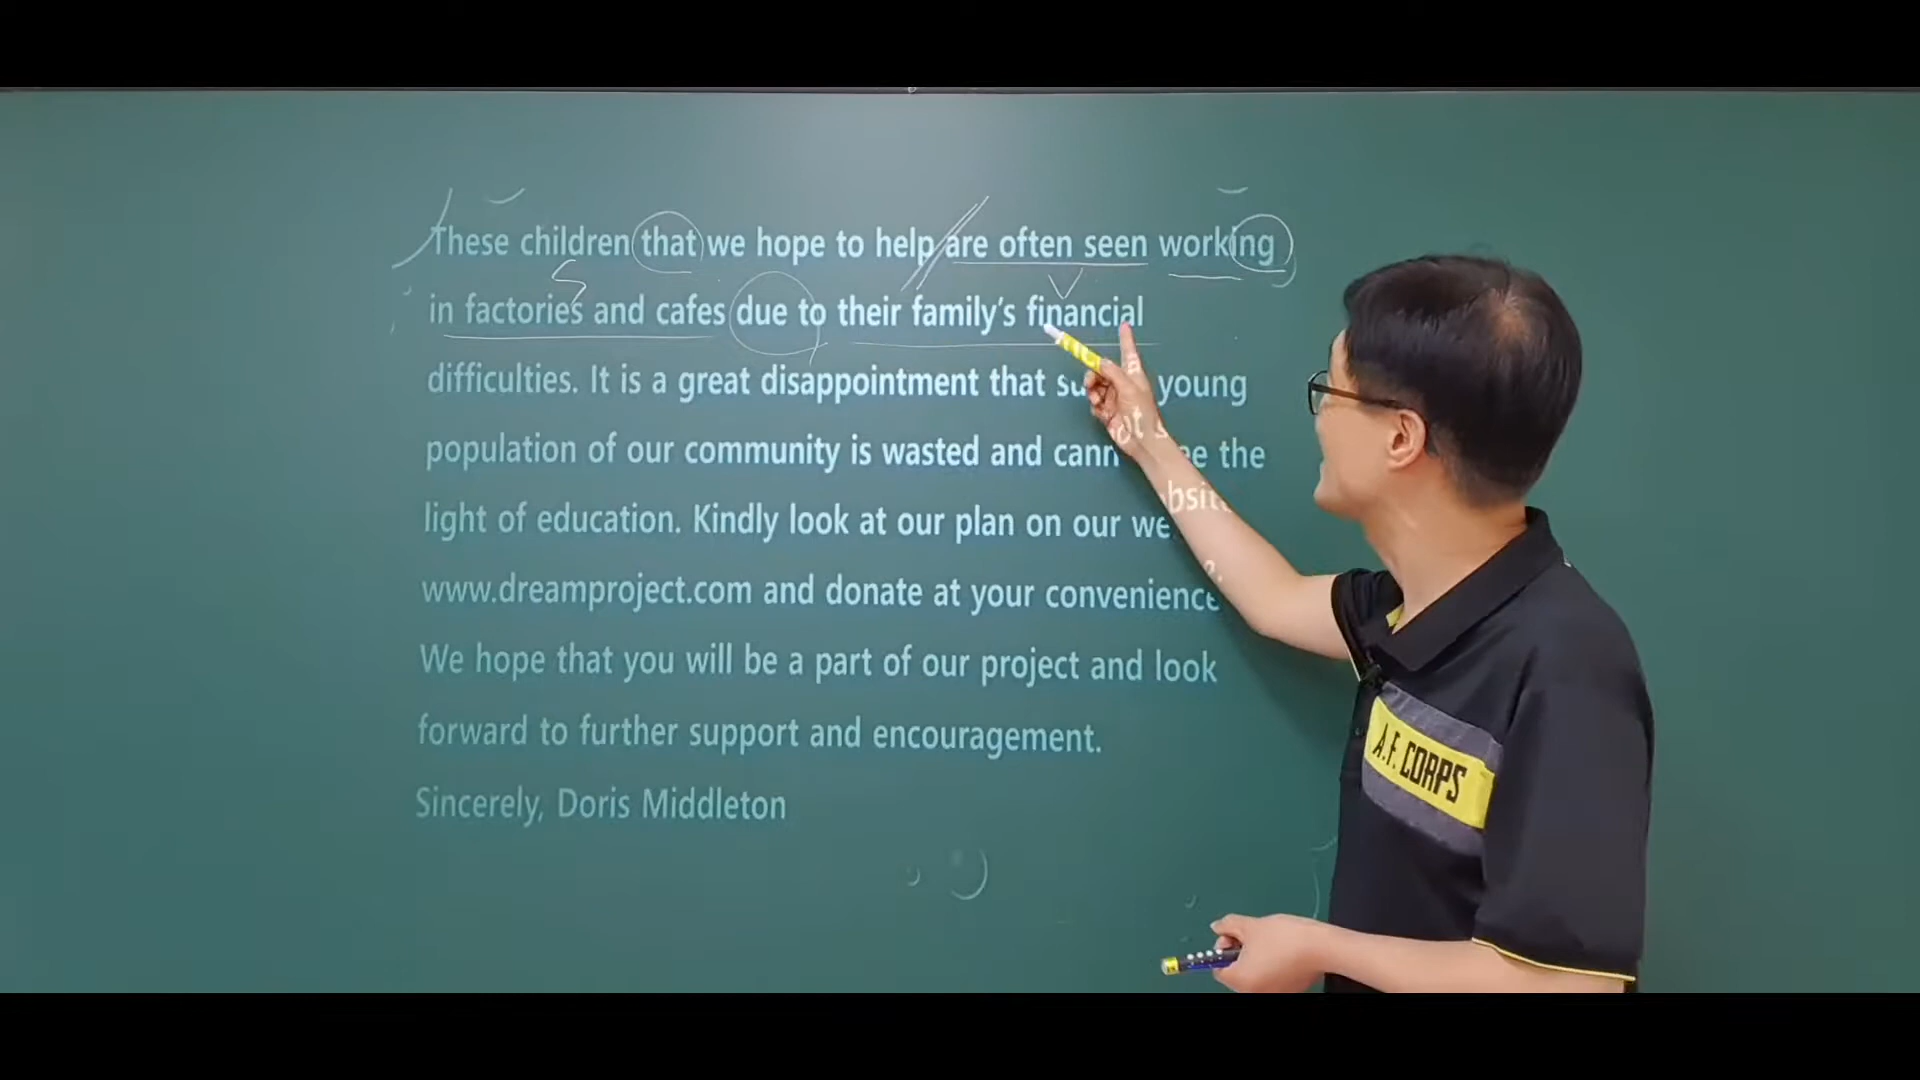 These children that we hope to help are often seen working
in factories and cafes due to their family's financial
difficulties. It is a great disappointment that young
population of our community is wasted and the
light of education. Kindly look at our plan on our
www.dreamproject.com and donate at your convenience
We hope that you will be a part of our project and look
forward to further support and encouragement.
Sincerely, Doris Middleton
A.F. CORPS